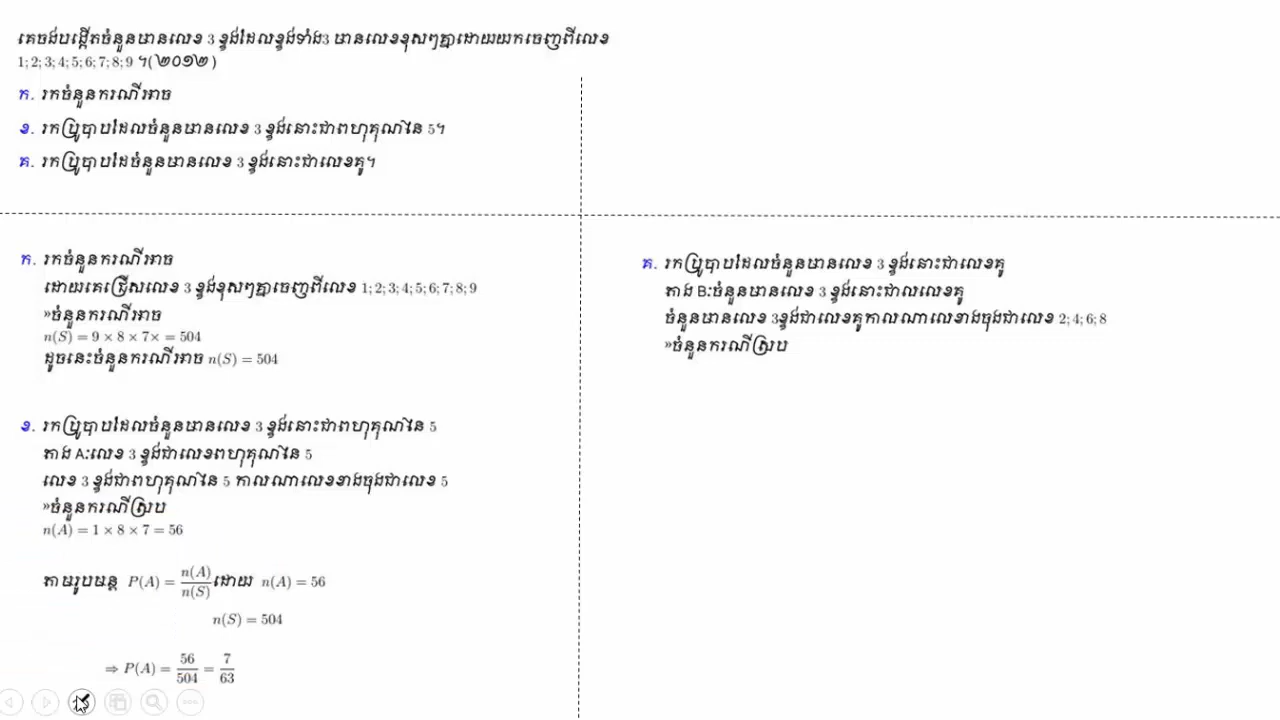 គេចង់បង្កើតចំនួនមានលេខ 3 ខ្ទង់ដែលខ្ទង់ទាំង3 មានលេខខុសៗគ្នាដោយយកចេញពីលេខ
1; 2; 3; 4; 5; 6; 7; 8; 9 ។(២០១២ )
ក. រកចំនួនករណីអាច
ខ. រកប្រូបាបដែលចំនួនមានលេខ 3 ខ្ទង់នោះជាពហុគុណនៃ 5។
គ. រកប្រូបាបដែចំនួនមានលេខ 3 ខ្ទង់នោះជាលេខគូ។
ក. រកចំនួនករណីអាច
ដោយគេជ្រើសលេខ 3 ខ្ទង់ខុសៗគ្នាចេញពីលេខ 1; 2; 3; 4; 5; 6; 7; 8; 9
»ចំនួនករណីអាច
n(S) = 9 × 8 × 7× = 504
ដូចនេះចំនួនករណីអាច n(S) = 504
ខ. រកប្រូបាបដែលចំនួនមានលេខ 3 ខ្ទង់នោះជាពហុគុណនៃ 5
តាង A:លេខ 3 ខ្ទង់ជាលេខពហុគុណនៃ 5
លេខ 3 ខ្ទង់ជាពហុគុណនៃ 5 កាលណាលេខខាងចុងជាលេខ 5
»ចំនួនករណីស្រប
n(A) = 1 × 8 × 7 = 56
តាមរូបមន្ត P(A) = n(A)/n(S) ដោយ n(A) = 56
n(S) = 504
⇒ P(A) = 56/504 = 7/63
គ. រកប្រូបាបដែលចំនួនមានលេខ 3 ខ្ទង់នោះជាលេខគូ
តាង B:ចំនួនមានលេខ 3 ខ្ទង់នោះជាលលេខគូ
ចំនួនមានលេខ 3ខ្ទង់ជាលេខគូកាលណាលេខាងចុងជាលេខ 2; 4; 6; 8
»ចំនួនករណីស្រប